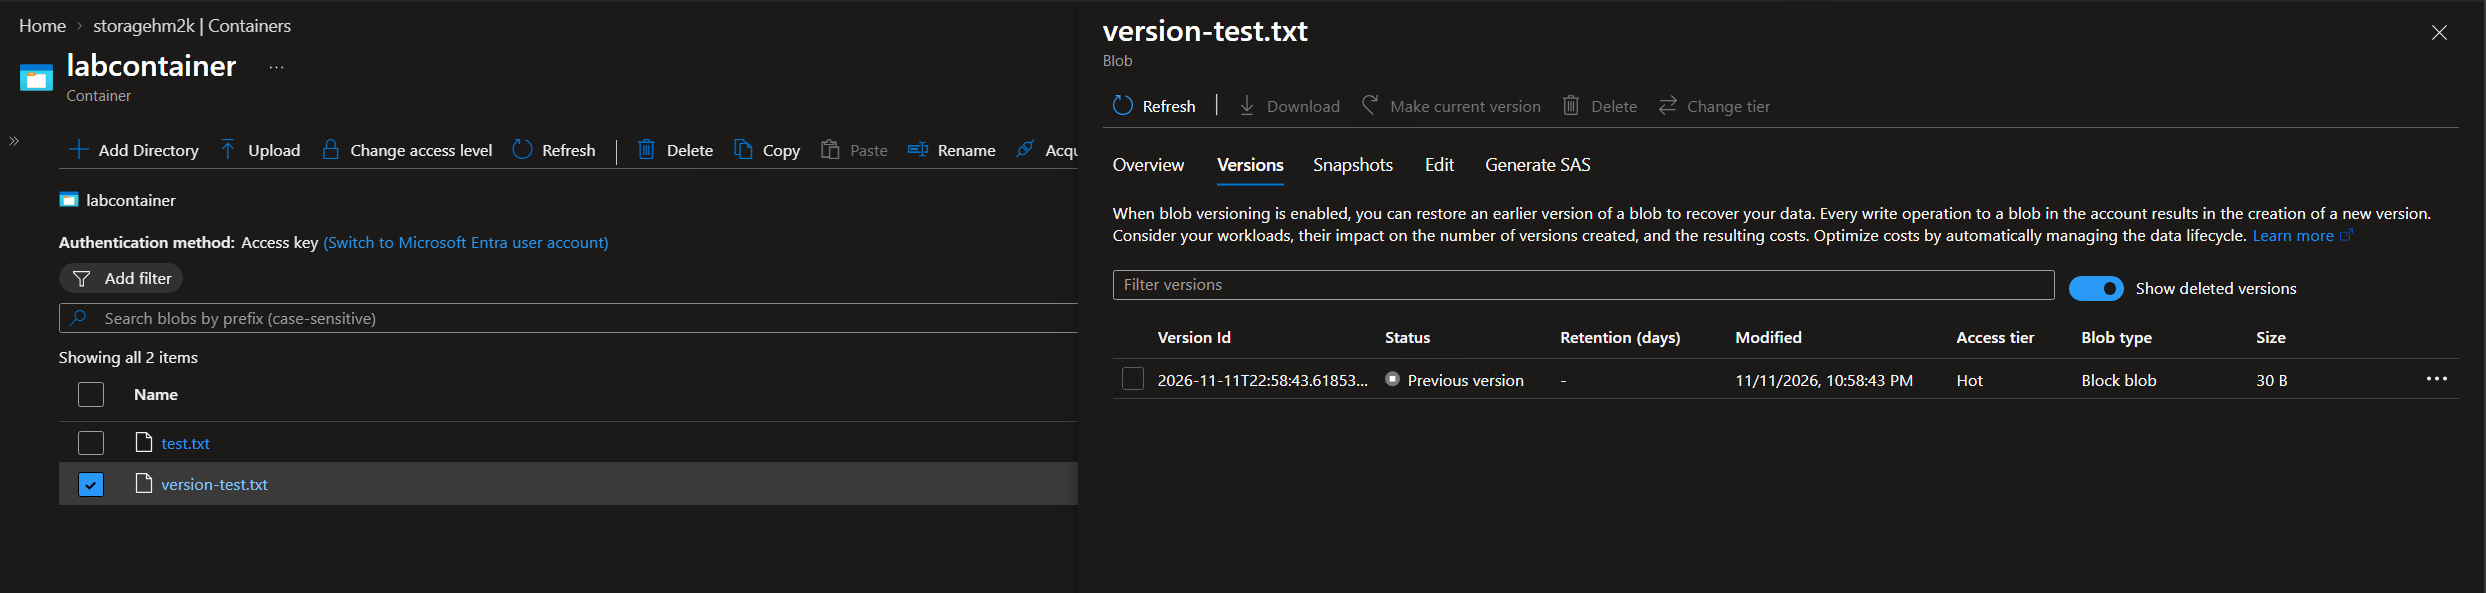 Home > storagehm2k | Containers
labcontainer ...
Container
Add Directory Upload Change access level Refresh Delete Copy Paste Rename Acqu
labcontainer
Authentication method: Access key (Switch to Microsoft Entra user account)
Add filter
Search blobs by prefix (case-sensitive)
Showing all 2 items
Name
test.txt
version-test.txt
version-test.txt
Blob
Refresh Download Make current version Delete Change tier
Overview Versions Snapshots Edit Generate SAS
When blob versioning is enabled, you can restore an earlier version of a blob to recover your data. Every write operation to a blob in the account results in the creation of a new version.
Consider your workloads, their impact on the number of versions created, and the resulting costs. Optimize costs by automatically managing the data lifecycle. Learn more
Filter versions
Show deleted versions
Version Id Status Retention (days) Modified Access tier Blob type Size
2026-11-11T22:58:43.61853... Previous version - 11/11/2026, 10:58:43 PM Hot Block blob 30 B